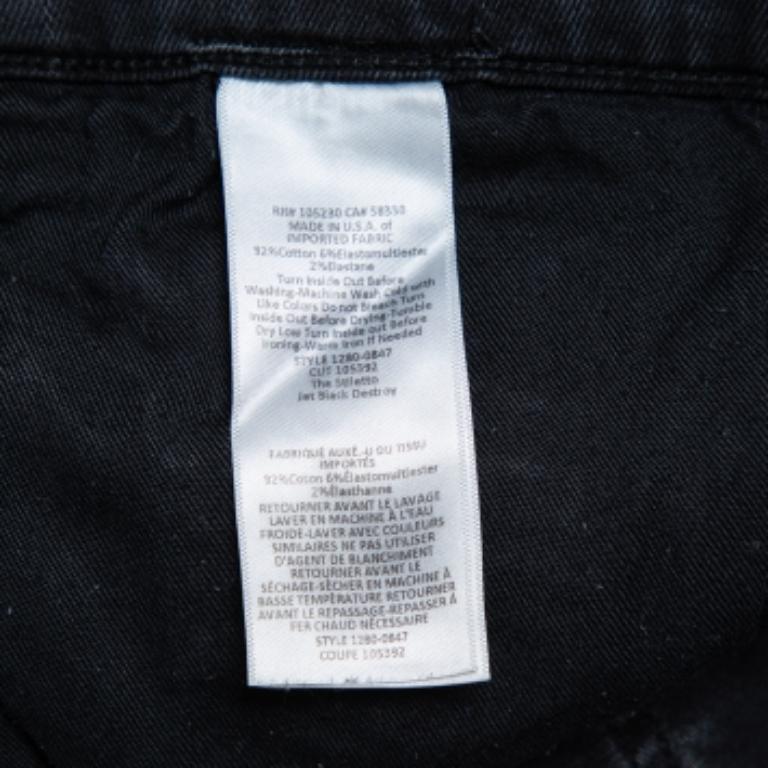 RN# 105230 CA# 58330
MADE IN U.S.A. of
IMPORTED FABRIC
92%Cotton 6%Elastomultiester
2%Elastane
Turn Inside Out Before
Washing-Machine Wash Cold with
Like Colors Do not Bleach Turn
Inside Out Before Drying-Tumble
Dry Low Turn Inside out Before
Ironing-Warm Iron If Needed
STYLE 1280-0847
CUT 105392
The Stiletto
Jet Black Destroy
FABRIQUÉ AUX É.-U OU TISSU
IMPORTÉS
92%Coton 6%Élastomultiester
2%Élasthanne
RETOURNER AVANT LE LAVAGE
LAVER EN MACHINE À L'EAU
FROIDE-LAVER AVEC COULEURS
SIMILAIRES NE PAS UTILISER
D'AGENT DE BLANCHIMENT
RETOURNER AVANT LE
SÉCHAGE-SÉCHER EN MACHINE À
BASSE TEMPÉRATURE RETOURNER
AVANT LE REPASSAGE-REPASSER À
FER CHAUD NÉCESSAIRE
STYLE 1280-0847
COUPE 105392